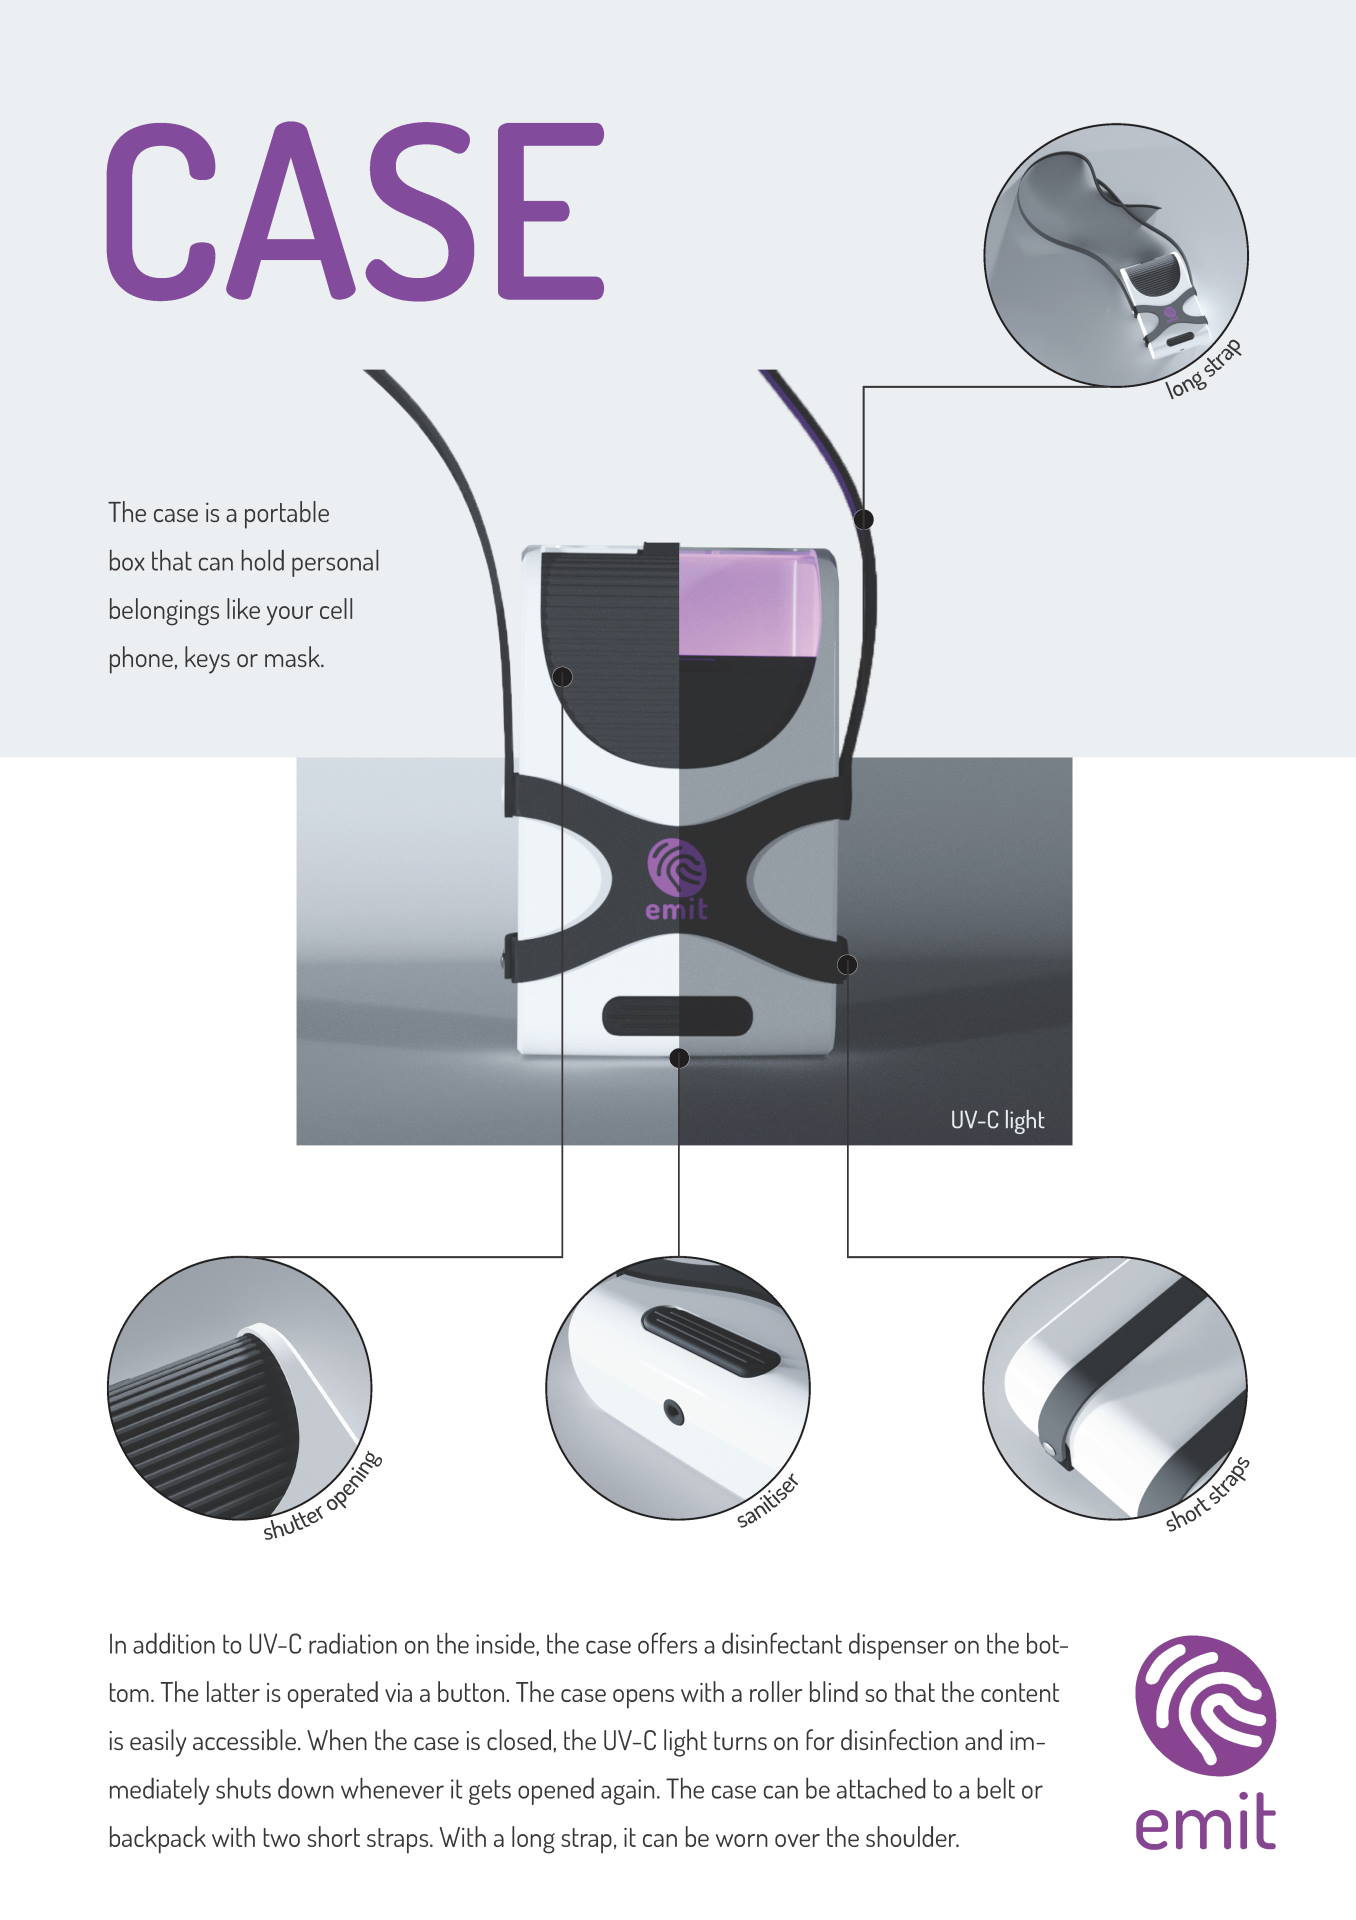 CASE
long strap
The case is a portable
box that can hold personal
belongings like your cell
phone, keys or mask.
emit
UV-C light
shutter opening
sanitiser
short straps
In addition to UV-C radiation on the inside, the case offers a disinfectant dispenser on the bot-
tom. The latter is operated via a button. The case opens with a roller blind so that the content
is easily accessible. When the case is closed, the UV-C light turns on for disinfection and im-
mediately shuts down whenever it gets opened again. The case can be attached to a belt or
backpack with two short straps. With a long strap, it can be worn over the shoulder.
emit